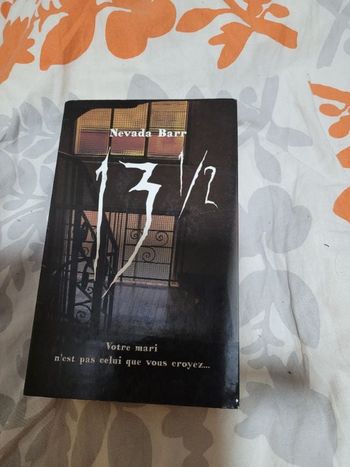 Nevada Barr
13 1/2
Votre mari
n'est pas celui que vous croyez...